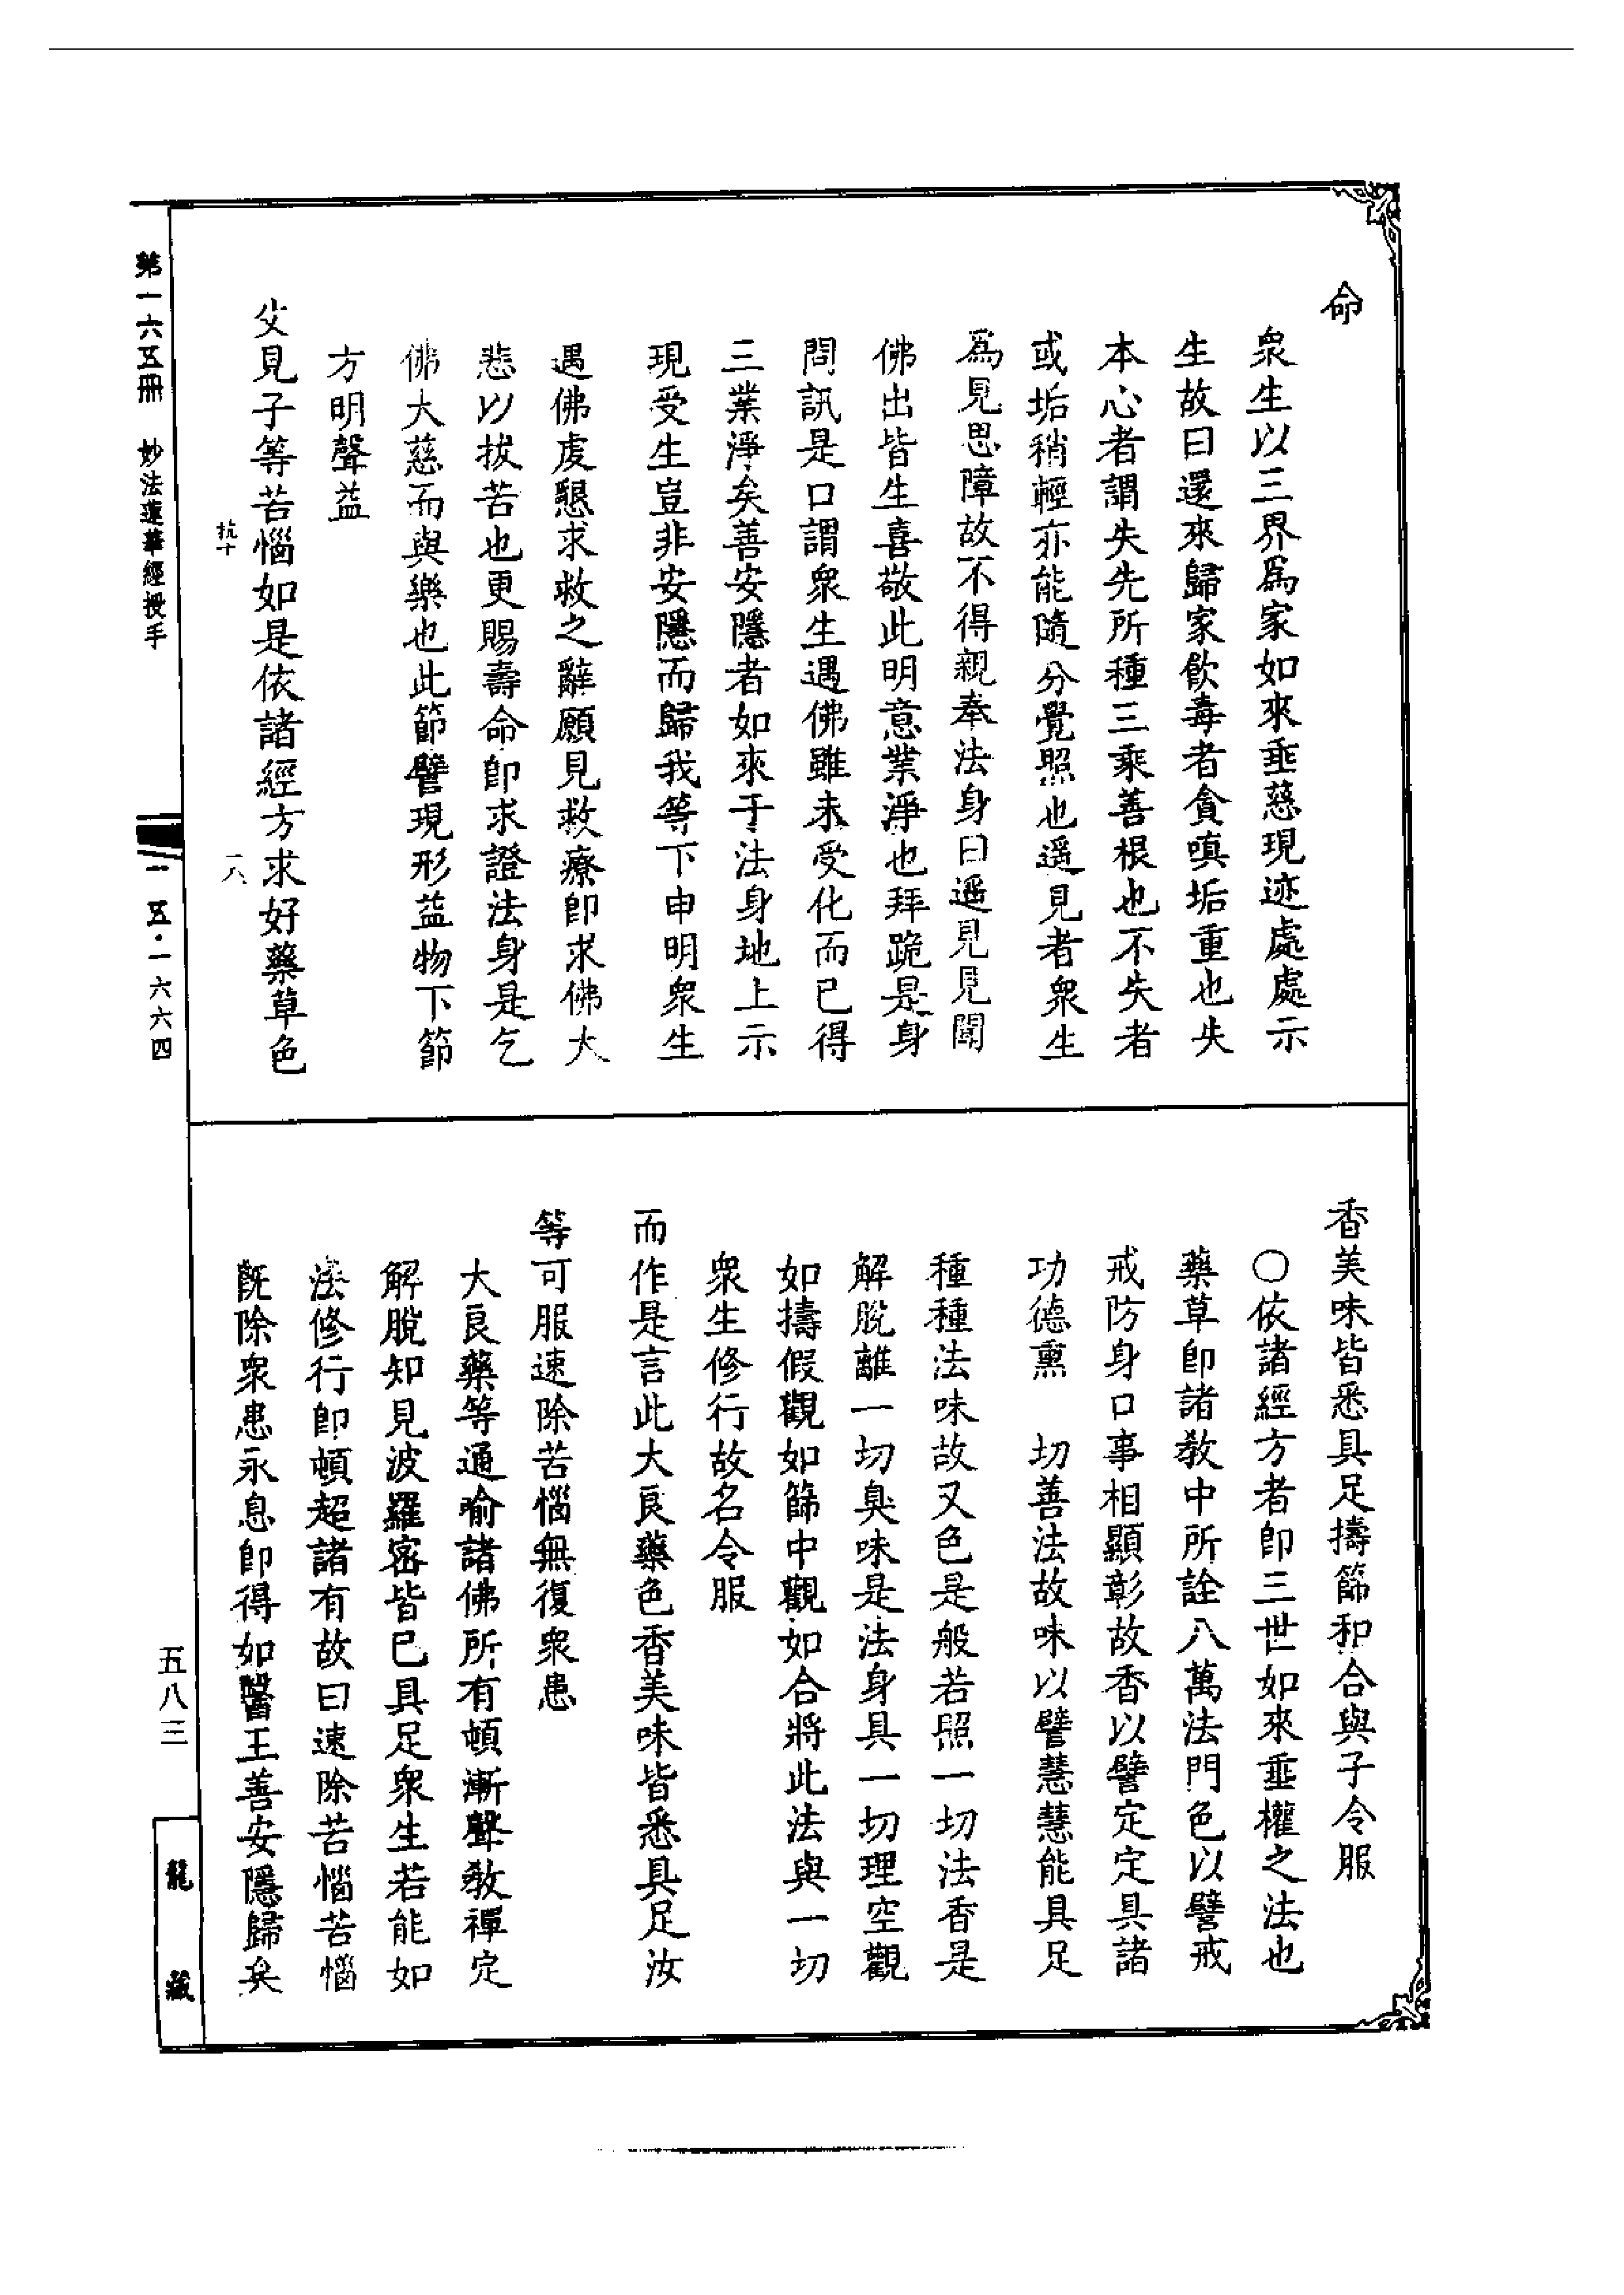 命
衆生以三界爲家如來垂慈現迹處處示
生故曰還來歸家飲毒者貪嗔垢重也失
本心者謂失先所種三乘善根也不失者
或垢稍輕亦能隨分覺照也遥見者衆生
爲見思障故不得親奉法身曰遥見見聞
佛出皆生喜敬此明意業淨也拜跪是身
問訊是口謂衆生遇佛雖未受化而已得
三業淨矣善安隱者如來于法身地上示
現受生豈非安隱而歸我等下申明衆生
遇佛虔懇求救之辭願見救療卽求佛大
悲以拔苦也更賜壽命卽求證法身是乞
佛大慈而與樂也此節譬現形益物下節
方明聲益
父見子等苦惱如是依諸經方求好藥草色
香美味皆悉具足擣篩和合與子令服
○依諸經方者卽三世如來垂權之法也
藥草卽諸敎中所詮八萬法門色以譬戒
戒防身口事相顯彰故香以譬定定具諸
功德熏 切善法故味以譬慧慧能具足
種種法味故又色是般若照一切法香是
解脫離一切臭味是法身具一切理空觀
如擣假觀如篩中觀如合將此法與一切
衆生修行故名令服
而作是言此大良藥色香美味皆悉具足汝
等可服速除苦惱無復衆患
大良藥等通喻諸佛所有頓漸聲敎禪定
解脫知見波羅密皆已具足衆生若能如
法修行卽頓超諸有故曰速除苦惱苦惱
旣除衆患永息卽得如醫王善安隱歸矣
第一六五冊 妙法蓮華經授手
抗十
一八
一五·一六六四
五八三
龍藏